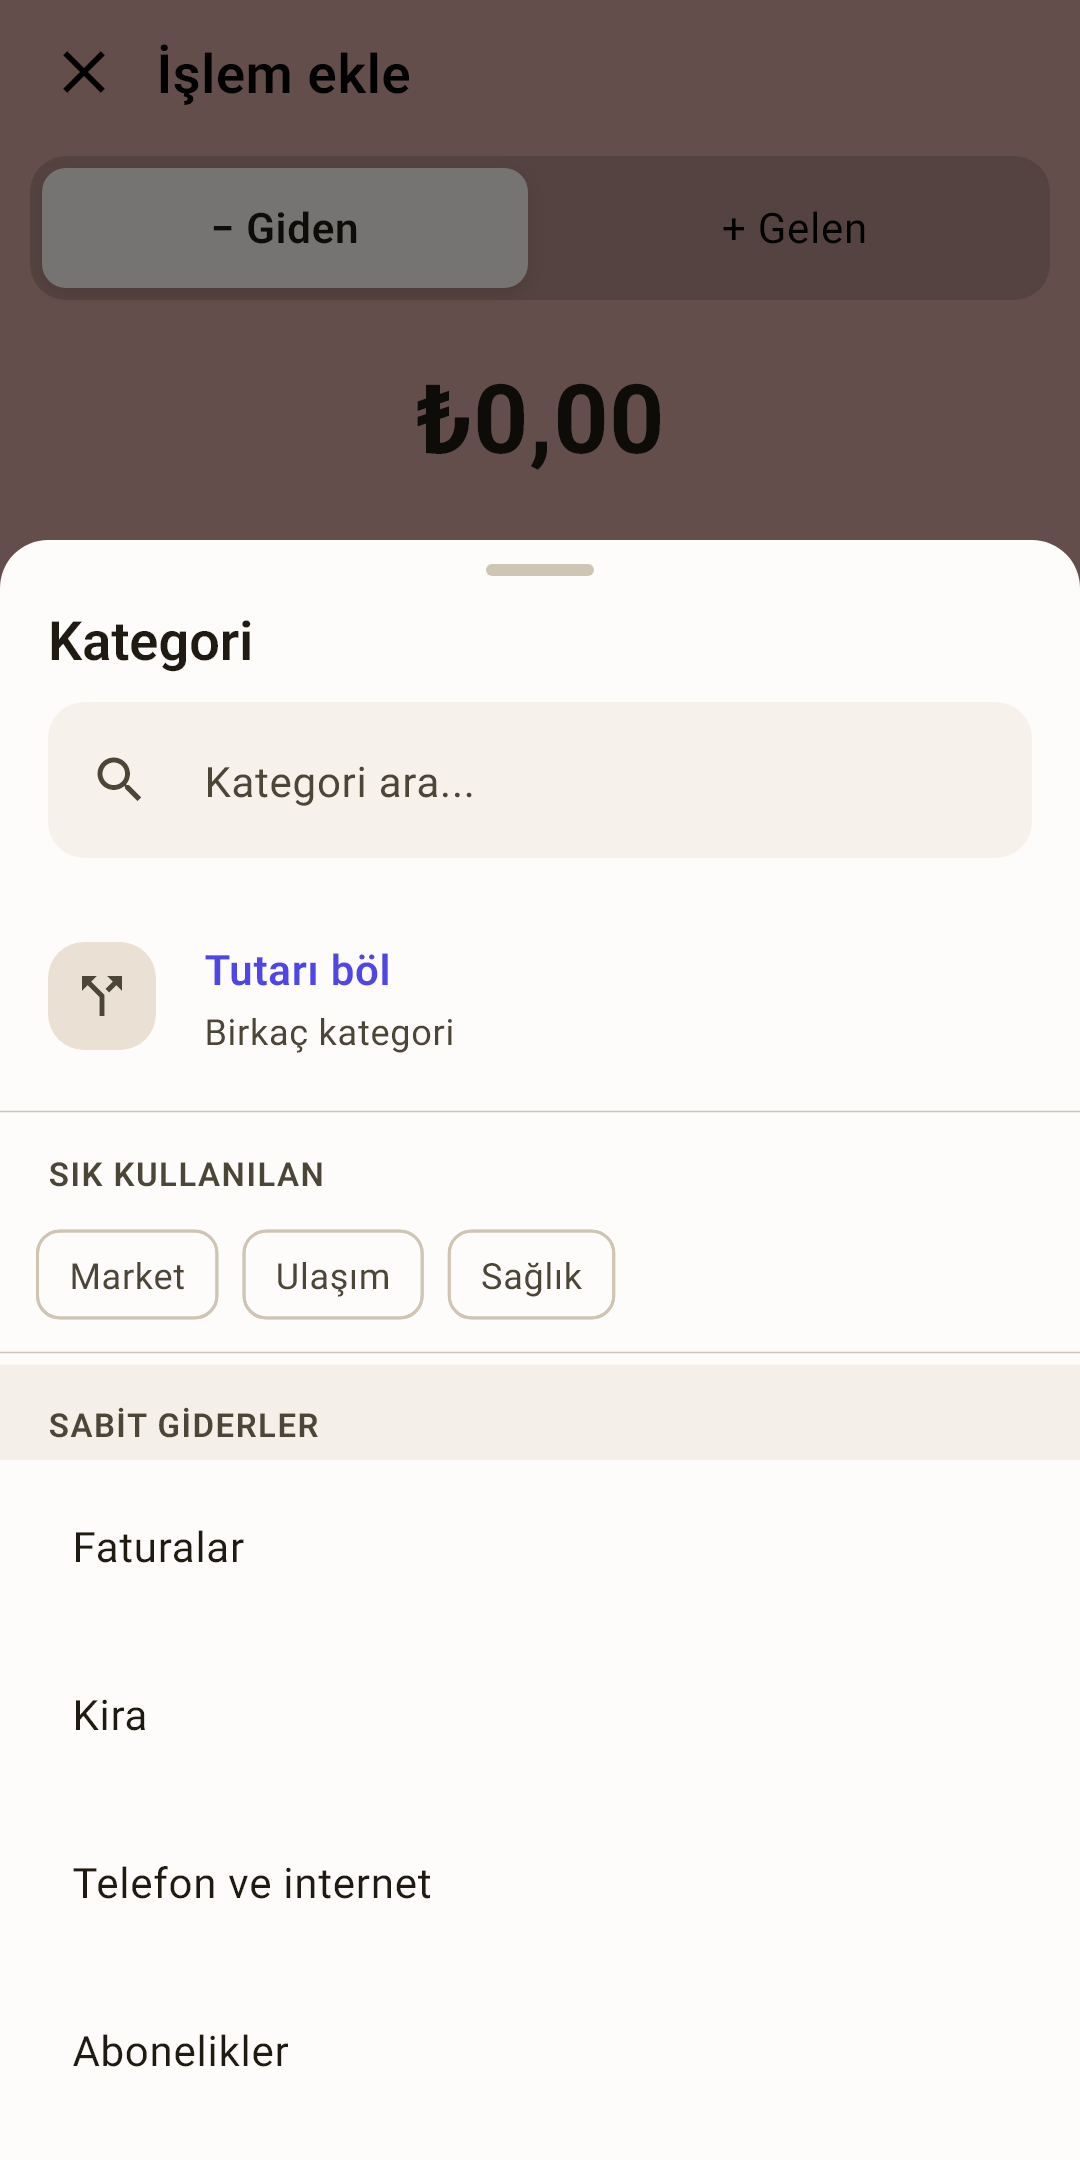 İşlem ekle
− Giden
+ Gelen
₺0,00
Kategori
Kategori ara...
Tutarı böl
Birkaç kategori
SIK KULLANILAN
Market
Ulaşım
Sağlık
SABİT GİDERLER
Faturalar
Kira
Telefon ve internet
Abonelikler